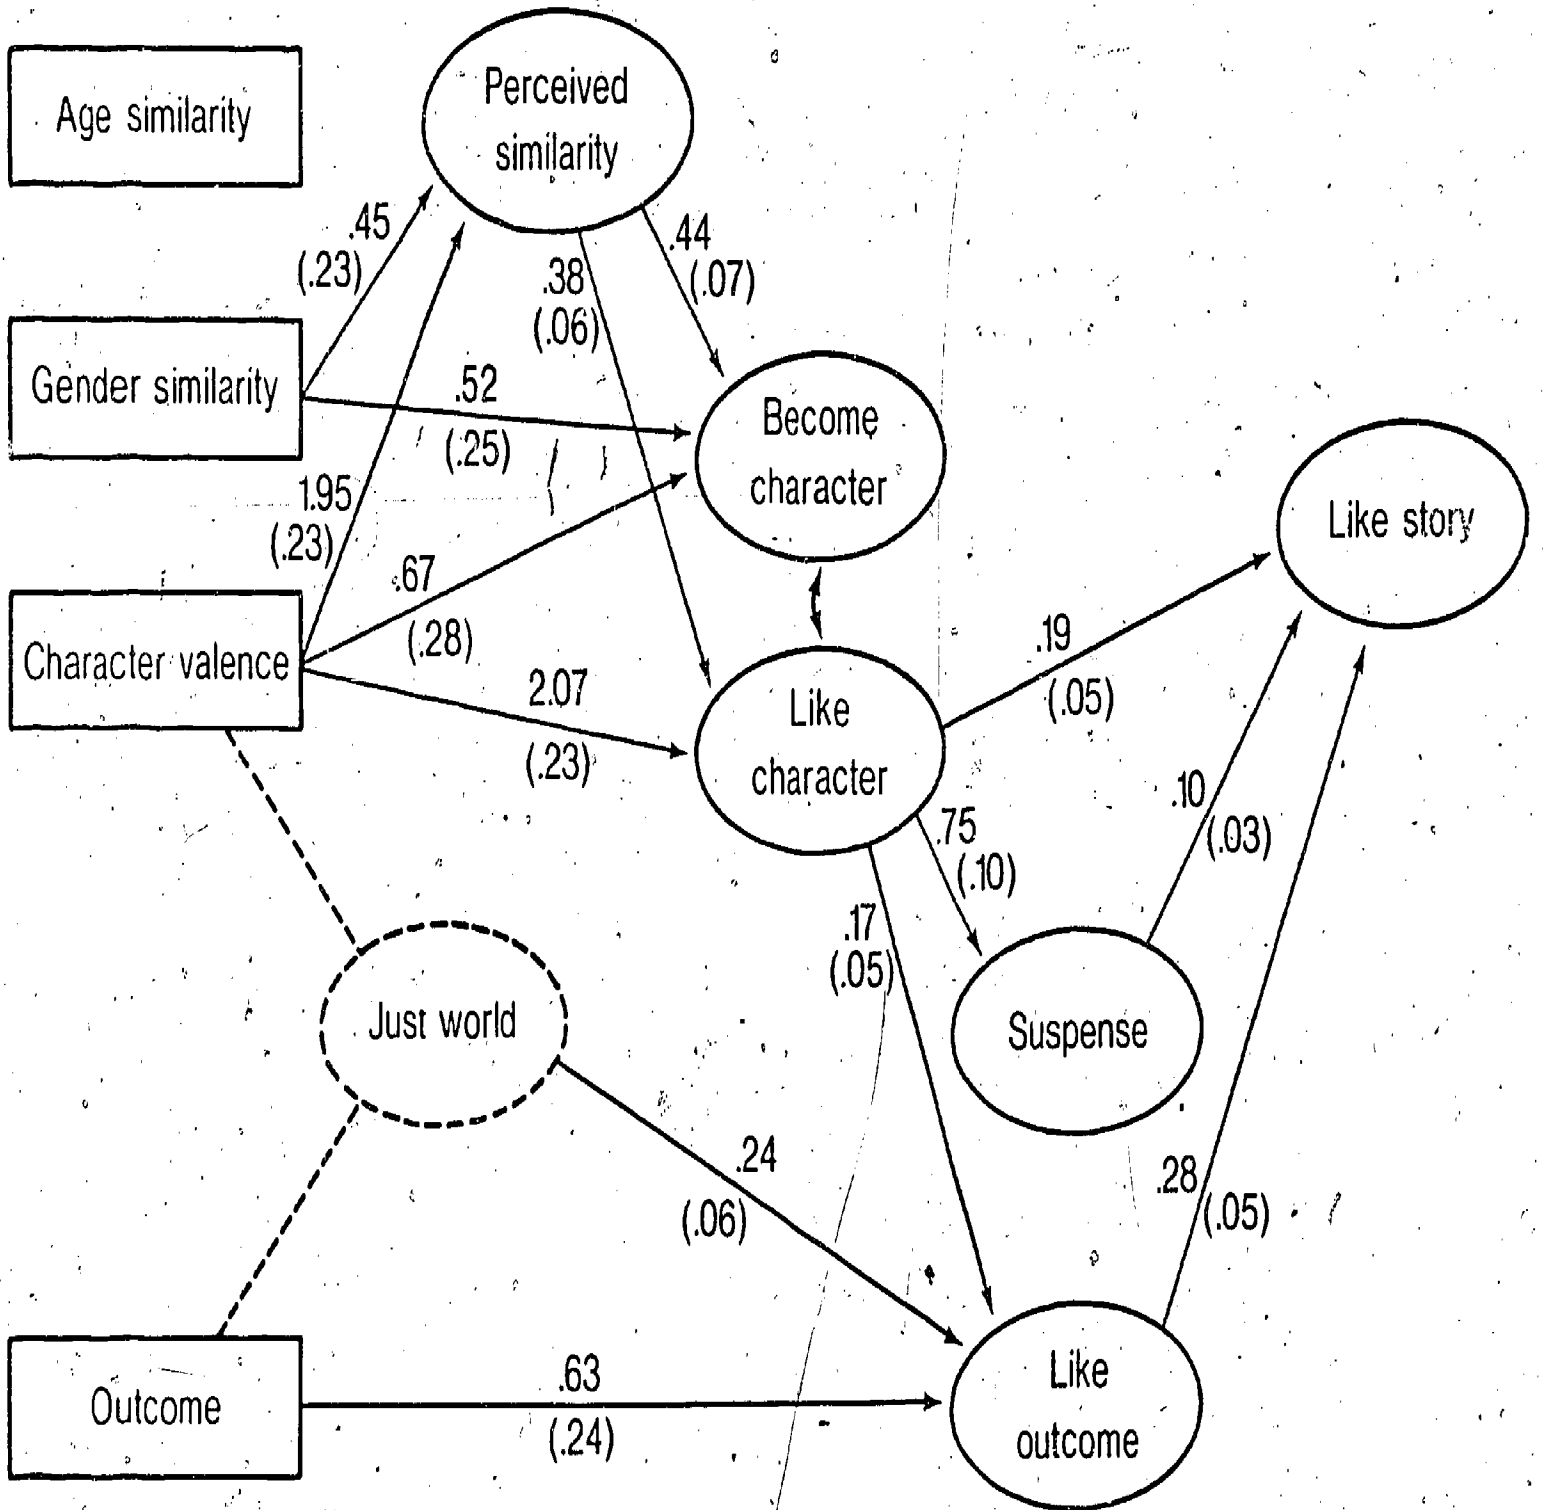 Perceived
similarity
Age similarity
.45
(.23)
.44
(.07)
.38
(.06)
Gender similarity
.52
(.25)
Become
character
1.95
(.23)
.67
(.28)
Like story
Character valence
2.07
(.23)
Like
character
.19
(.05)
.75
(.10)
.10
(.03)
.17
(.05)
Just world
Suspense
.24
(.06)
.28
(.05)
Outcome
.63
(.24)
Like
outcome